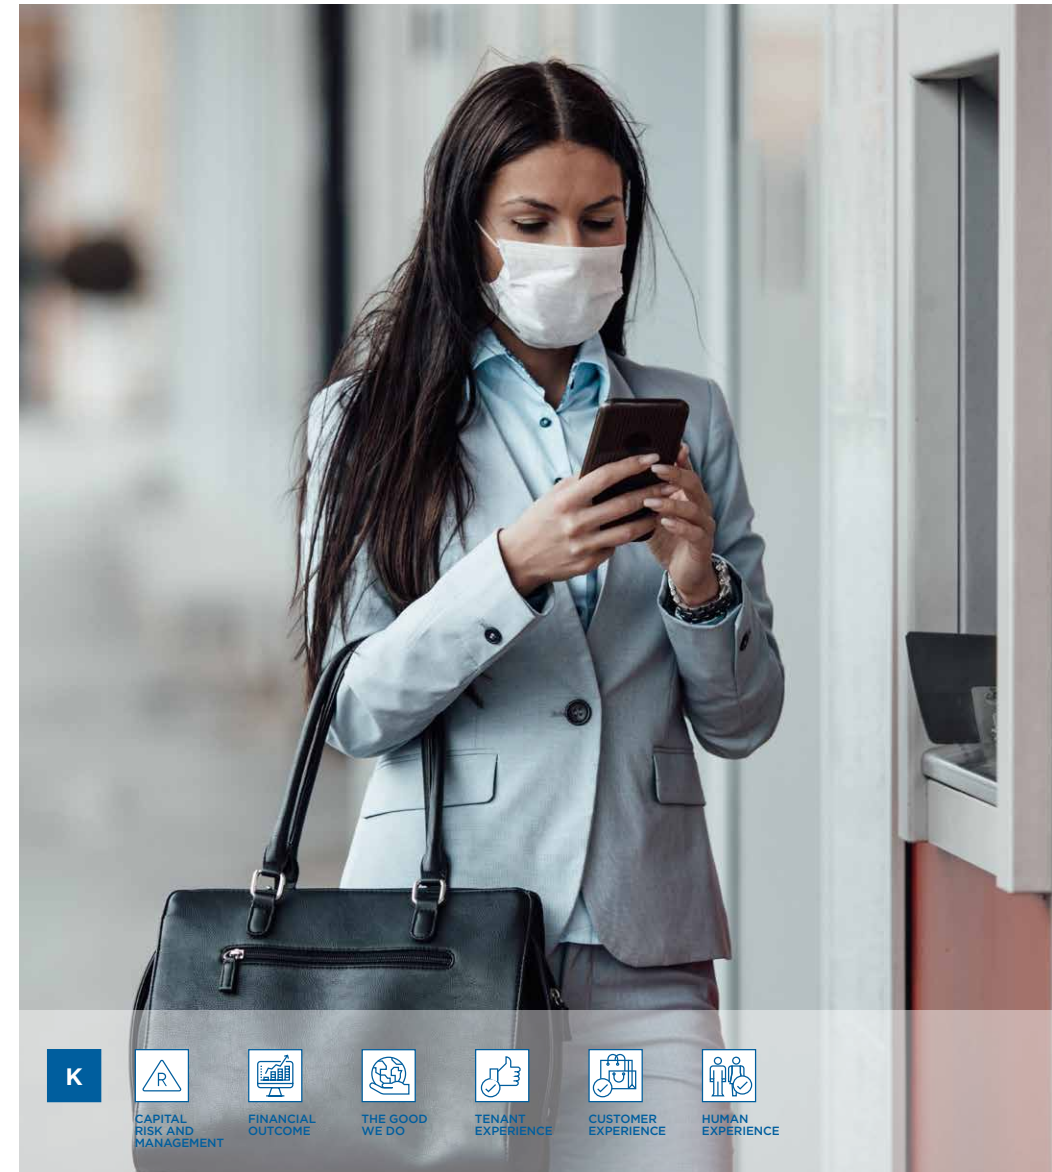 K
R
CAPITAL
RISK AND
MANAGEMENT
FINANCIAL
OUTCOME
THE GOOD
WE DO
TENANT
EXPERIENCE
CUSTOMER
EXPERIENCE
HUMAN
EXPERIENCE